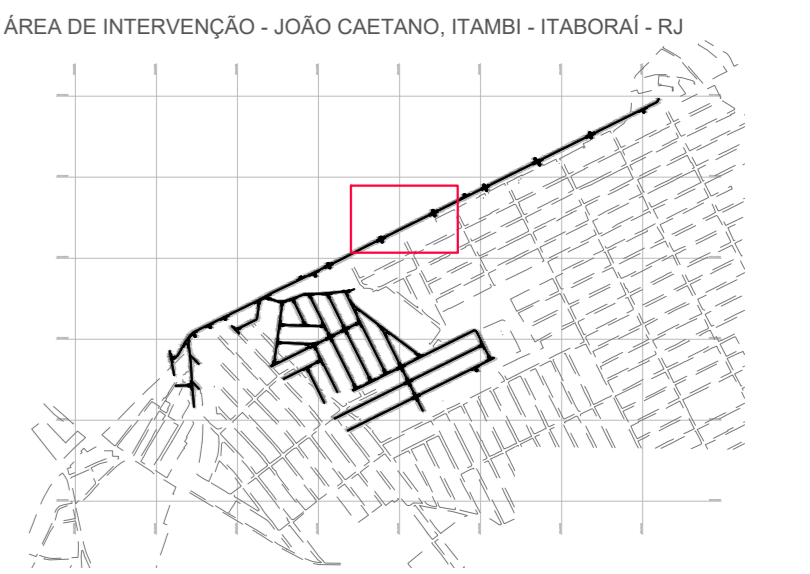 ÁREA DE INTERVENÇÃO - JOÃO CAETANO, ITAMBI - ITABORAÍ - RJ